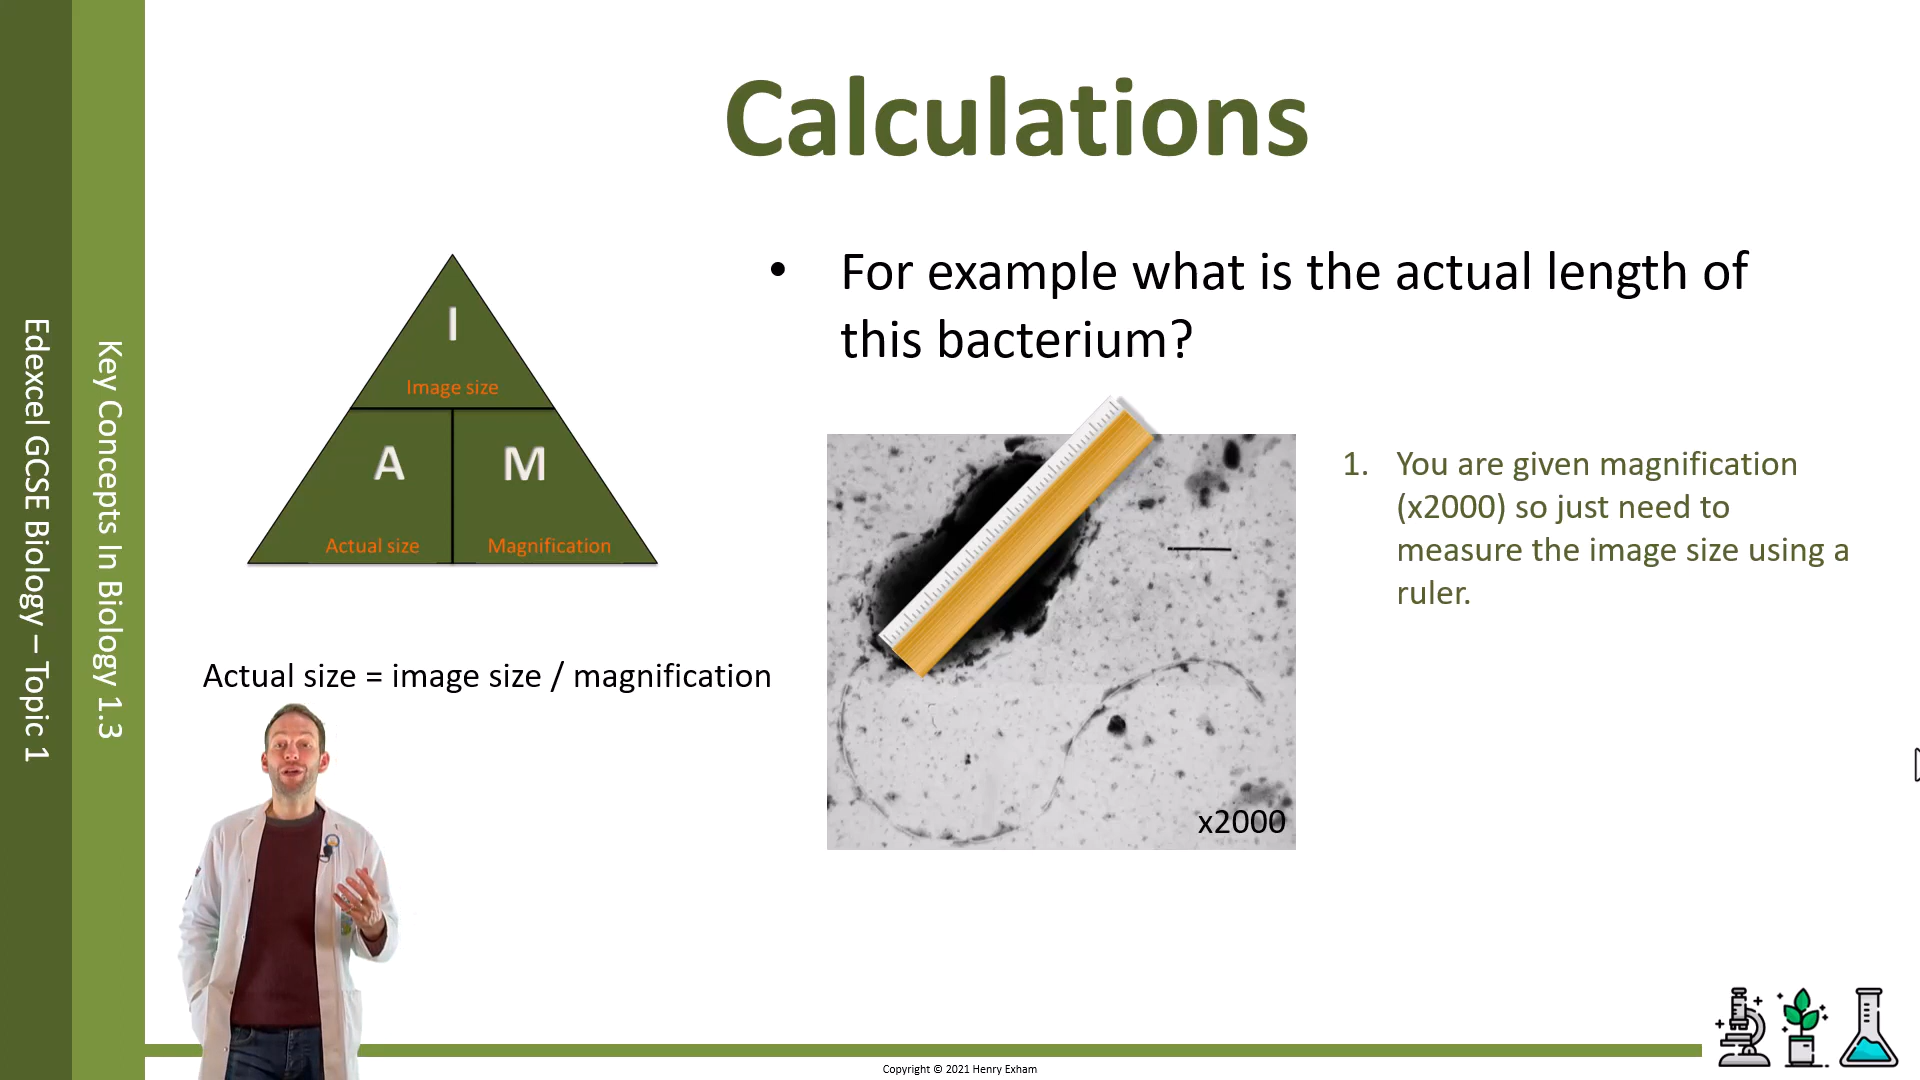 Calculations
Edexcel GCSE Biology – Topic 1
Key Concepts In Biology 1.3
I
Image size
A
M
Actual size
Magnification
Actual size = image size / magnification
• For example what is the actual length of
this bacterium?
x2000
1. You are given magnification
(x2000) so just need to
measure the image size using a
ruler.
Copyright © 2021 Henry Exham